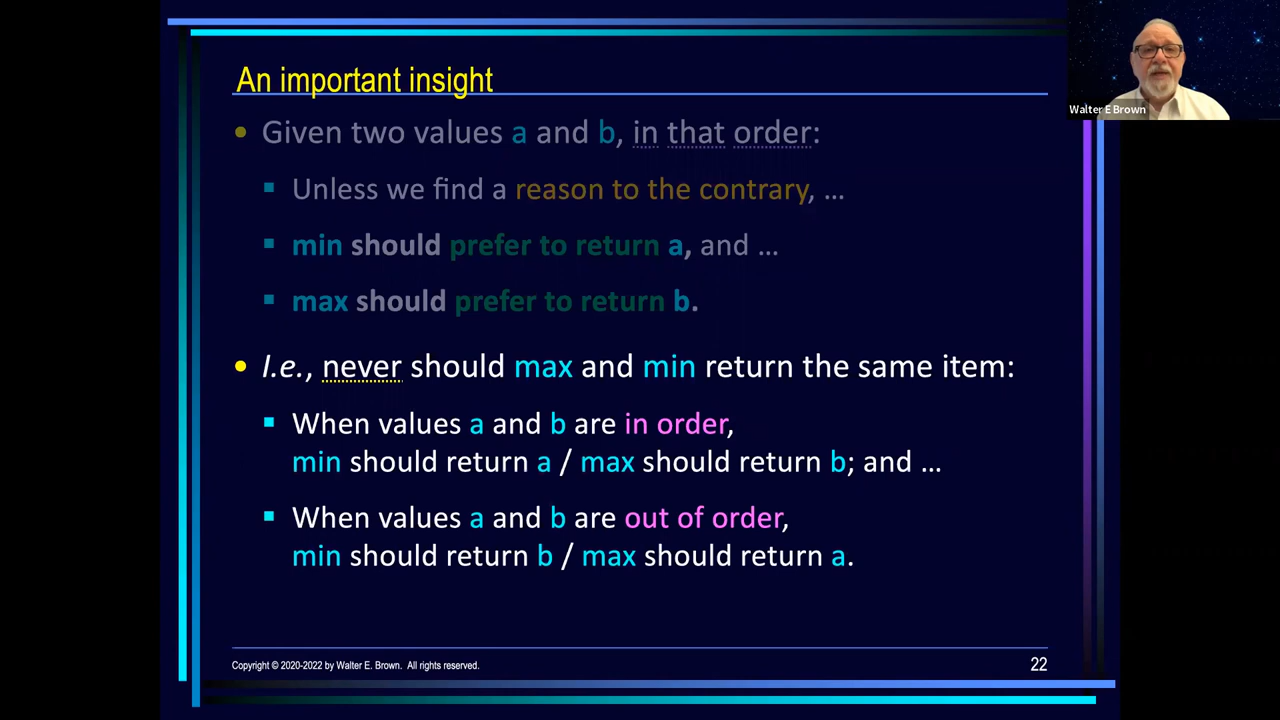 An important insight
Walter E Brown
• Given two values a and b, in that order:
▪ Unless we find a reason to the contrary, …
▪ min should prefer to return a, and …
▪ max should prefer to return b.
• I.e., never should max and min return the same item:
▪ When values a and b are in order,
min should return a / max should return b; and …
▪ When values a and b are out of order,
min should return b / max should return a.
Copyright © 2020-2022 by Walter E. Brown. All rights reserved.
22